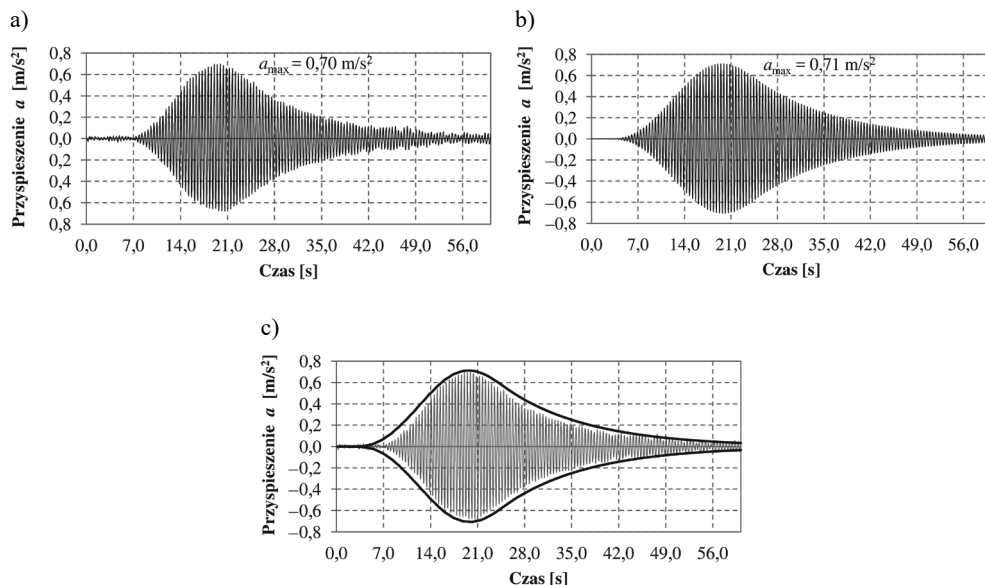 a)
Przyspieszenie a [m/s²]
0,8
0,6
0,4
0,2
0,0
0,2
0,4
0,6
0,8
a_max = 0,70 m/s²
0,0 7,0 14,0 21,0 28,0 35,0 42,0 49,0 56,0
Czas [s]
b)
Przyspieszenie a [m/s²]
0,8
0,6
0,4
0,2
0,0
–0,2
–0,4
–0,6
–0,8
a_max = 0,71 m/s²
0,0 7,0 14,0 21,0 28,0 35,0 42,0 49,0 56,0
Czas [s]
c)
Przyspieszenie a [m/s²]
0,8
0,6
0,4
0,2
0,0
–0,2
–0,4
–0,6
–0,8
0,0 7,0 14,0 21,0 28,0 35,0 42,0 49,0 56,0
Czas [s]